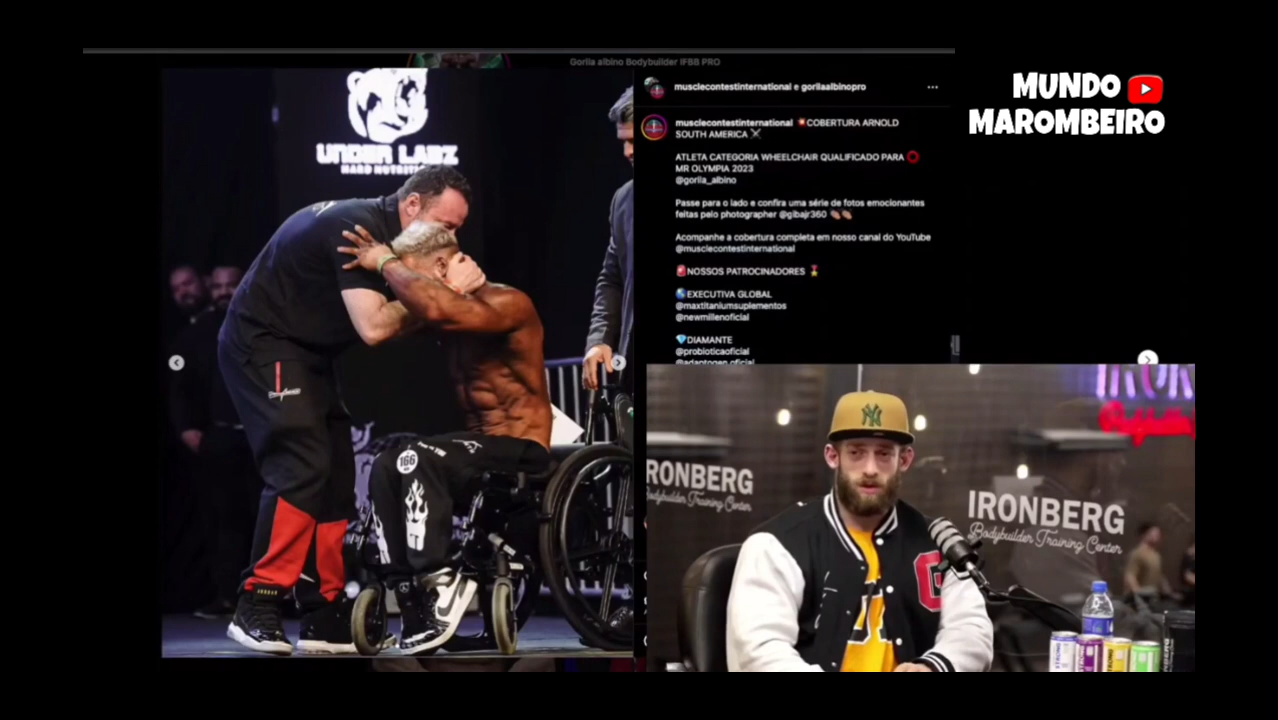 Gorila albino Bodybuilder IFBB PRO
MUNDO
MAROMBEIRO
UNDER LABZ
HARD NUTRITION
musclecontestinternational e gorilaalbinopro
musclecontestinternational 💥COBERTURA ARNOLD
SOUTH AMERICA ⚔️
ATLETA CATEGORIA WHEELCHAIR QUALIFICADO PARA ⭕
MR OLYMPIA 2023
@gorila_albino
Passe para o lado e confira uma série de fotos emocionantes
feitas pelo photographer @gibajr360 👏🏽👏🏽
Acompanhe a cobertura completa em nosso canal do YouTube
@musclecontestinternational
🚨NOSSOS PATROCINADORES 🎖️
🌎EXECUTIVA GLOBAL
@maxtitaniumsuplementos
@newmillenoficial
💎DIAMANTE
@probioticaoficial
@adaptogen.oficial
166
NY
IRONBERG
Bodybuilder Training Center
IRONBERG
Bodybuilder Training Center